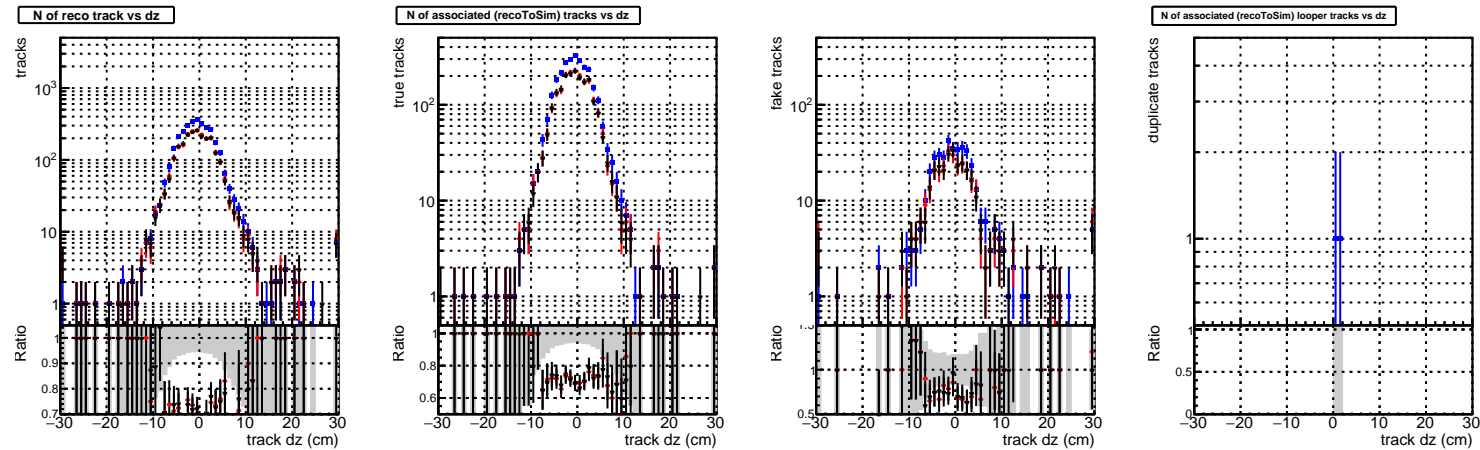 N of reco track vs dz
tracks
10³
10²
10
1
Ratio
1
0.9
0.8
0.7
−30 −20 −10 0 10 20 30
track dz (cm)
N of associated (recoToSim) tracks vs dz
true tracks
10²
10
1
Ratio
1
0.8
0.6
−30 −20 −10 0 10 20 30
track dz (cm)
fake tracks
10²
10
1
Ratio
1
0.5
−30 −20 −10 0 10 20 30
track dz (cm)
N of associated (recoToSim) looper tracks vs dz
duplicate tracks
1
Ratio
1
0.5
0
−30 −20 −10 0 10 20 30
track dz (cm)